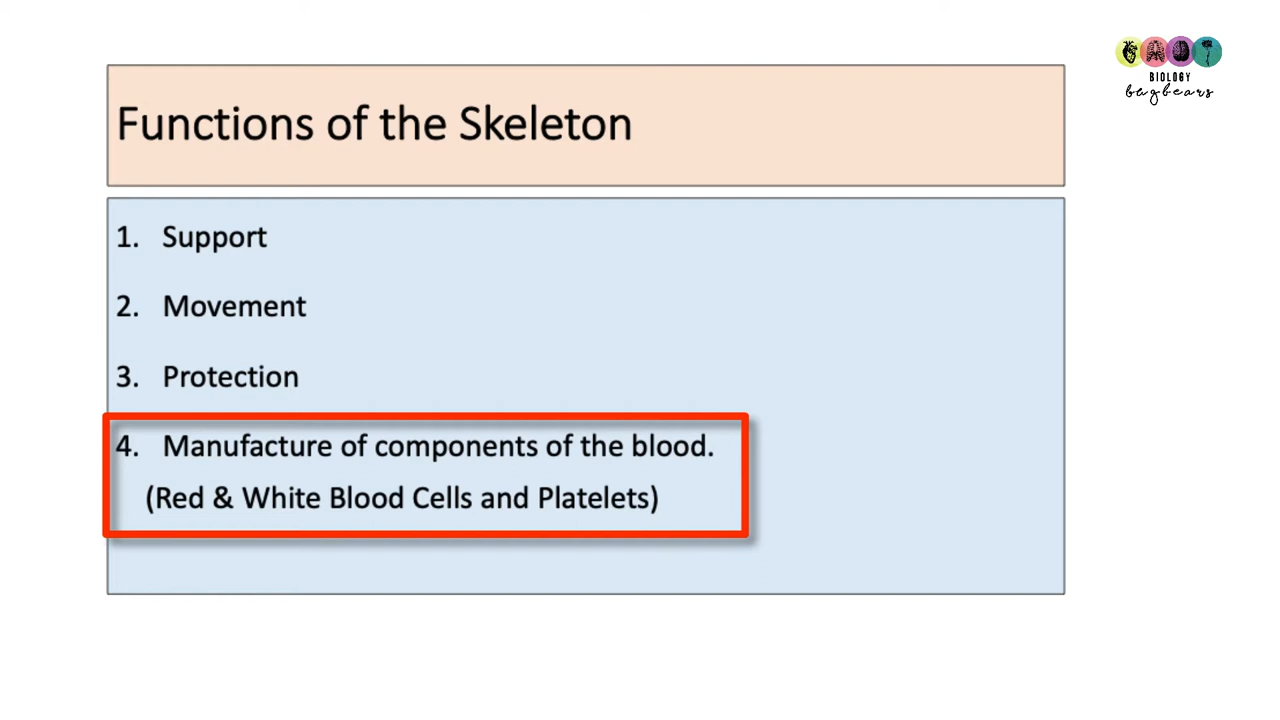 BIOLOGY
bugbears
Functions of the Skeleton
1. Support
2. Movement
3. Protection
4. Manufacture of components of the blood.
(Red & White Blood Cells and Platelets)